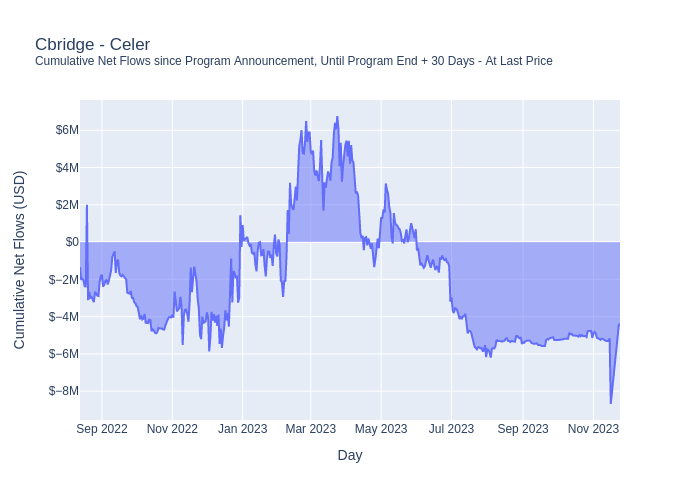 Cbridge - Celer
Cumulative Net Flows since Program Announcement, Until Program End + 30 Days - At Last Price
Cumulative Net Flows (USD)
$6M
$4M
$2M
$0
$−2M
$−4M
$−6M
$−8M
Sep 2022 Nov 2022 Jan 2023 Mar 2023 May 2023 Jul 2023 Sep 2023 Nov 2023
Day